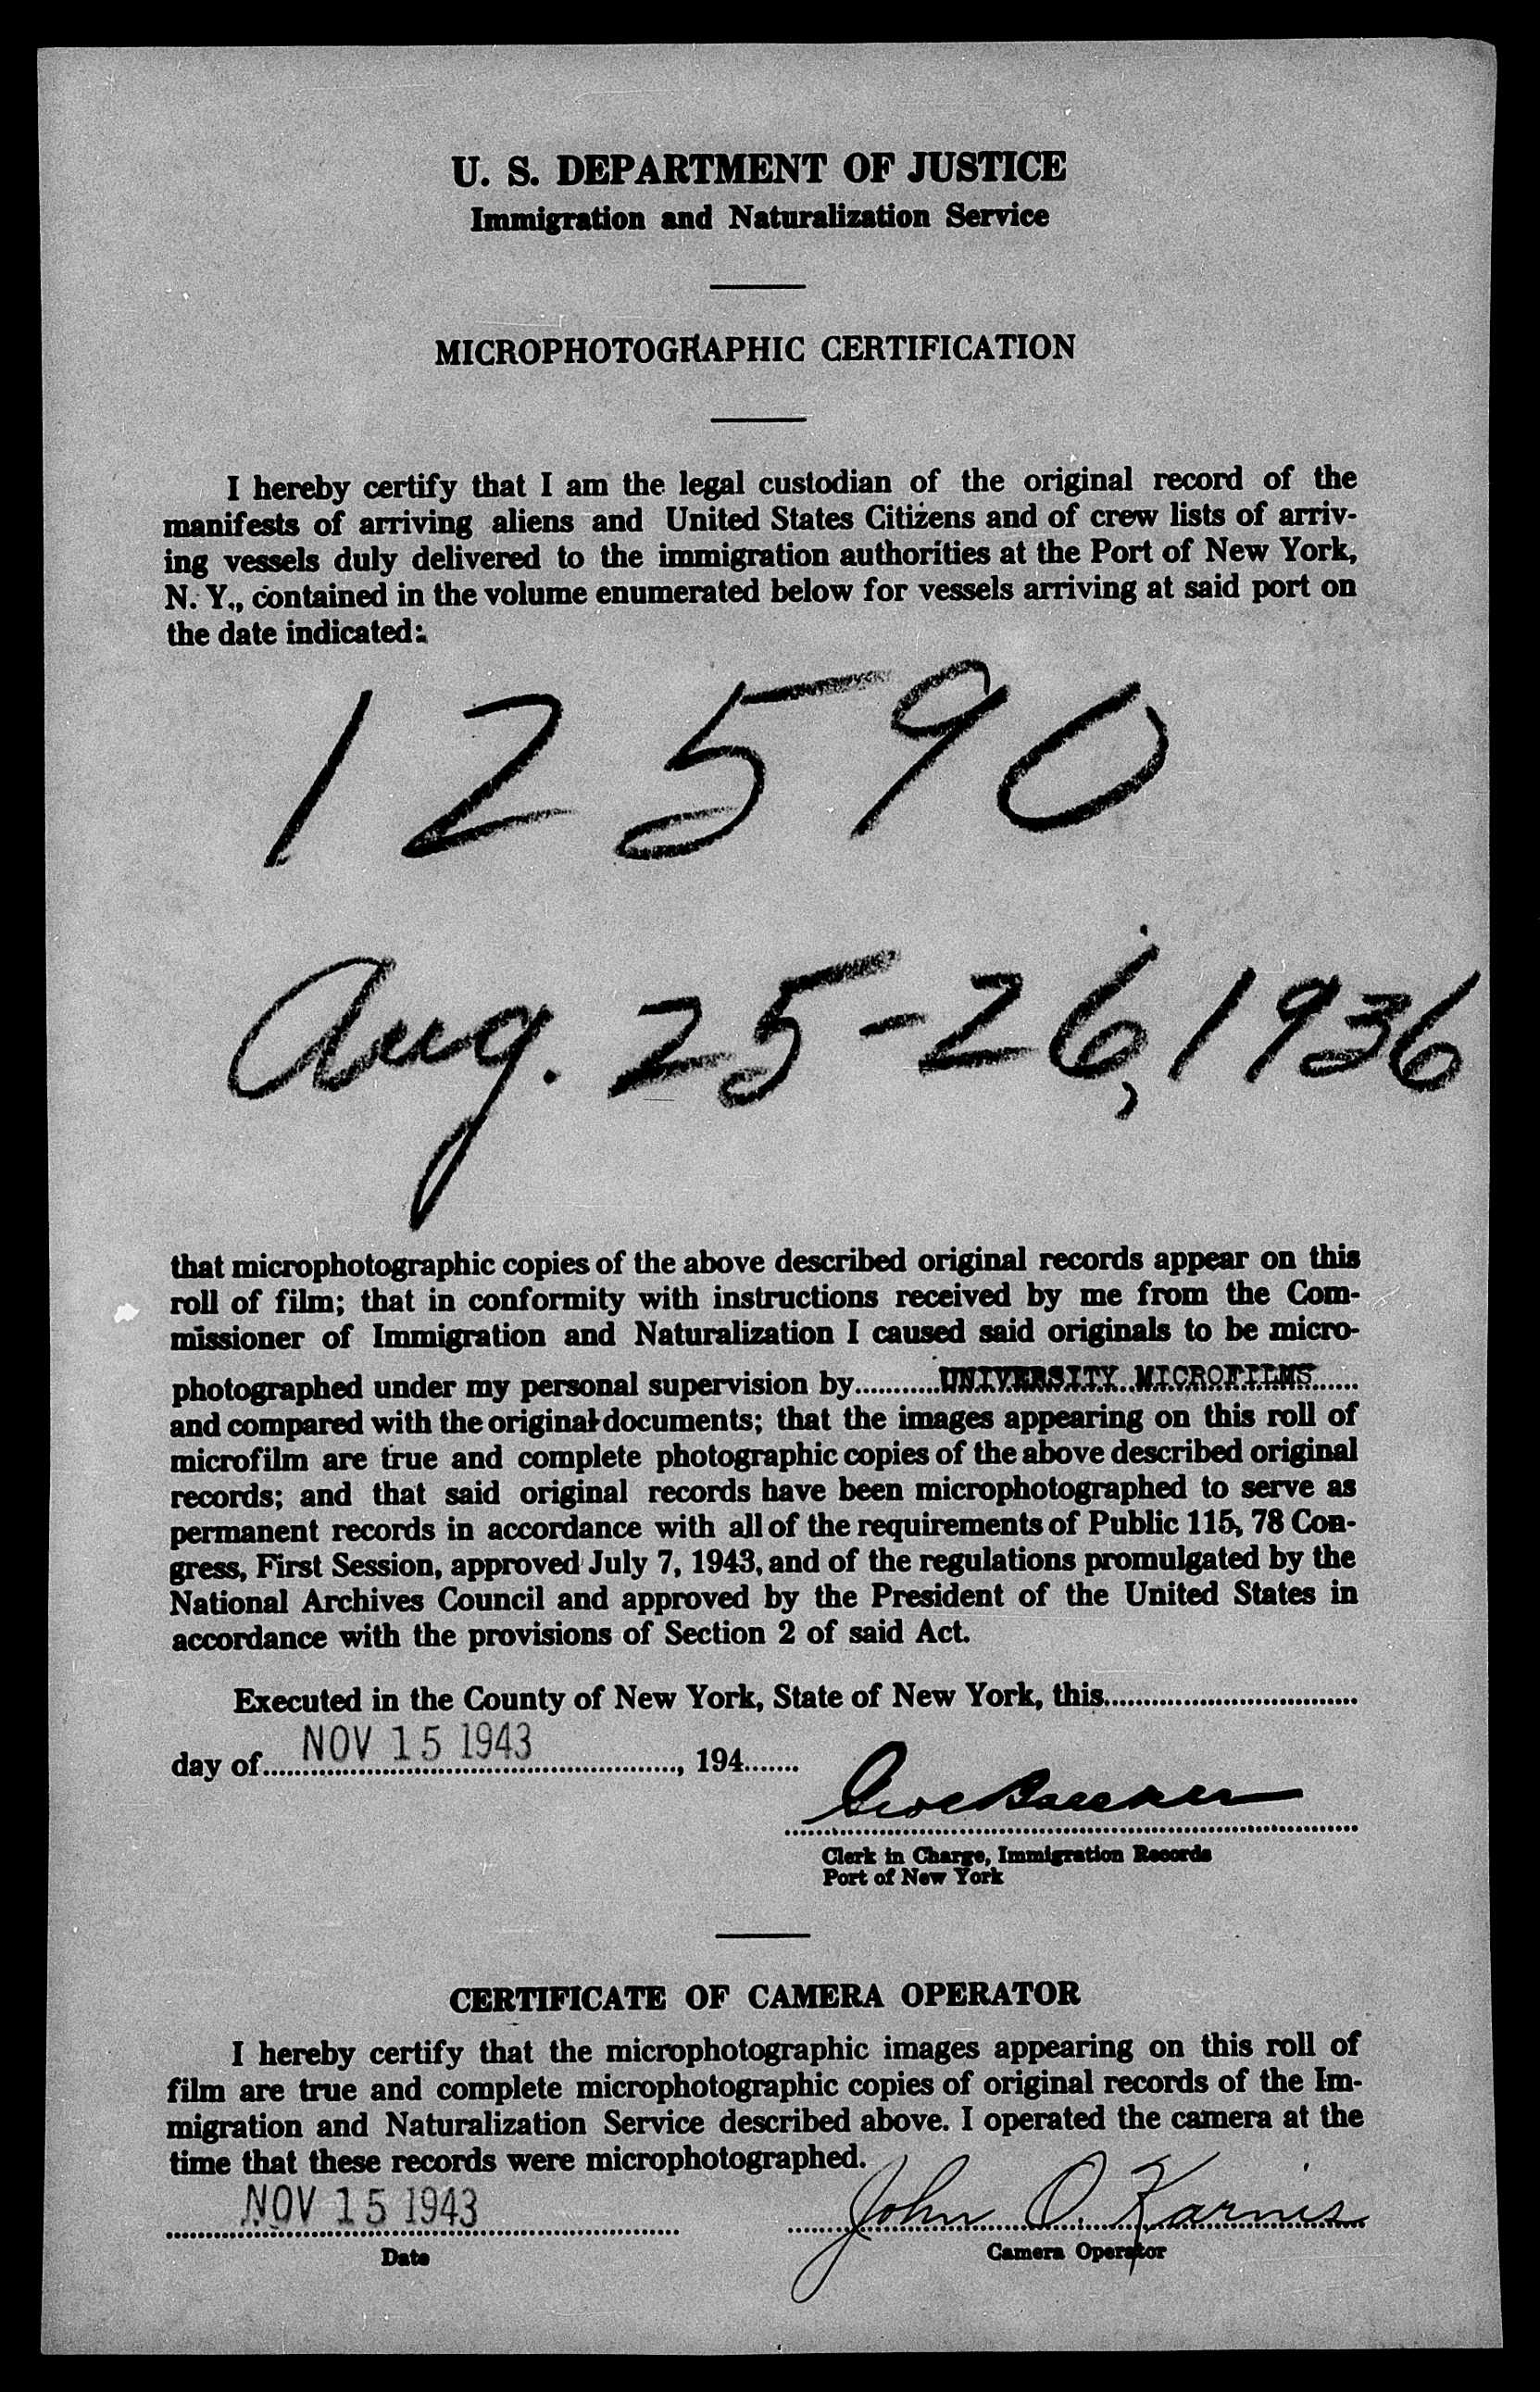 U. S. DEPARTMENT OF JUSTICE
Immigration and Naturalization Service
MICROPHOTOGRAPHIC CERTIFICATION
I hereby certify that I am the legal custodian of the original record of the
manifests of arriving aliens and United States Citizens and of crew lists of arriv-
ing vessels duly delivered to the immigration authorities at the Port of New York,
N. Y., contained in the volume enumerated below for vessels arriving at said port on
the date indicated:
12590
Aug. 25-26, 1936
that microphotographic copies of the above described original records appear on this
roll of film; that in conformity with instructions received by me from the Com-
missioner of Immigration and Naturalization I caused said originals to be micro-
photographed under my personal supervision by...........UNIVERSITY MICROFILMS......
and compared with the original documents; that the images appearing on this roll of
microfilm are true and complete photographic copies of the above described original
records; and that said original records have been microphotographed to serve as
permanent records in accordance with all of the requirements of Public 115, 78 Con-
gress, First Session, approved July 7, 1943, and of the regulations promulgated by the
National Archives Council and approved by the President of the United States in
accordance with the provisions of Section 2 of said Act.
Executed in the County of New York, State of New York, this................................
day of.....NOV 15 1943.................., 194.......
Clerk in Charge, Immigration Records
Port of New York
CERTIFICATE OF CAMERA OPERATOR
I hereby certify that the microphotographic images appearing on this roll of
film are true and complete microphotographic copies of original records of the Im-
migration and Naturalization Service described above. I operated the camera at the
time that these records were microphotographed.
NOV 15 1943 John O. Karnis
Date Camera Operator